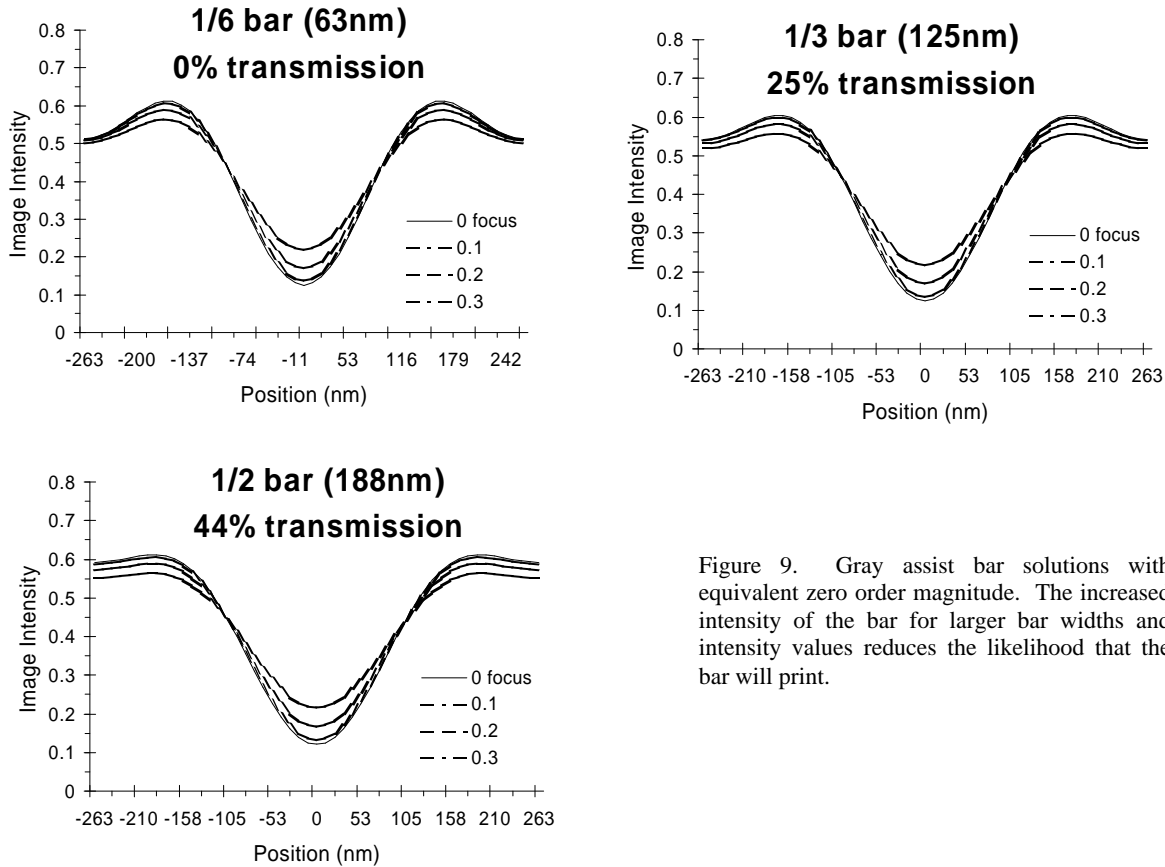 1/6 bar (63nm)
0% transmission
0.8
0.7
0.6
0.5
0.4
0.3
0.2
0.1
0
Image Intensity
0 focus
0.1
0.2
0.3
-263 -200 -137 -74 -11 53 116 179 242
Position (nm)
1/3 bar (125nm)
25% transmission
0.8
0.7
0.6
0.5
0.4
0.3
0.2
0.1
0
Image Intensity
0 focus
0.1
0.2
0.3
-263 -210 -158 -105 -53 0 53 105 158 210 263
Position (nm)
1/2 bar (188nm)
44% transmission
0.8
0.7
0.6
0.5
0.4
0.3
0.2
0.1
0
Image Intensity
0 focus
0.1
0.2
0.3
-263 -210 -158 -105 -53 0 53 105 158 210 263
Position (nm)
Figure 9. Gray assist bar solutions with
equivalent zero order magnitude. The increased
intensity of the bar for larger bar widths and
intensity values reduces the likelihood that the
bar will print.